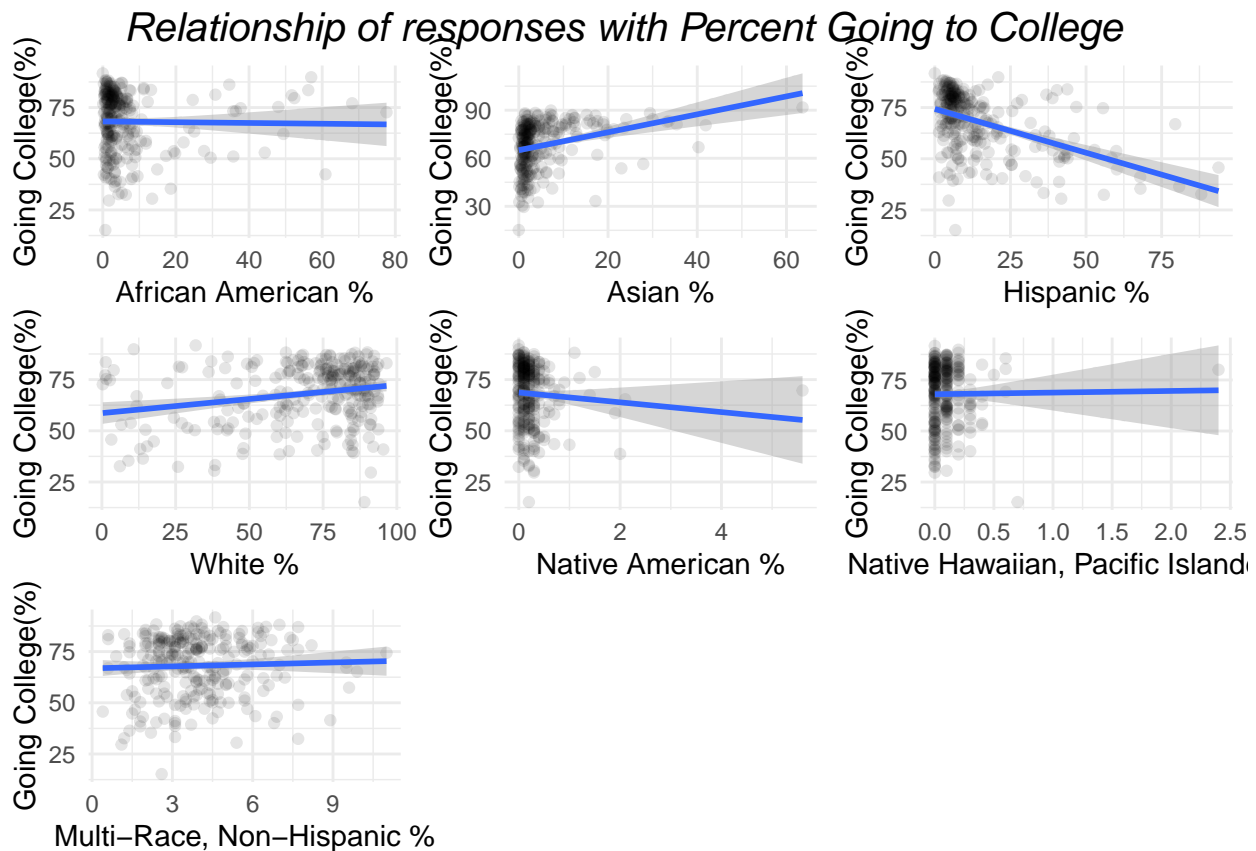 Relationship of responses with Percent Going to College
Going College(%)
75
50
25
0 20 40 60 80
African American %
Going College(%)
90
60
30
0 20 40 60
Asian %
Going College(%)
75
50
25
0 25 50 75
Hispanic %
Going College(%)
75
50
25
0 25 50 75 100
White %
Going College(%)
75
50
25
0 2 4
Native American %
Going College(%)
75
50
25
0.0 0.5 1.0 1.5 2.0 2.5
Native Hawaiian, Pacific Islande
Going College(%)
75
50
25
0 3 6 9
Multi−Race, Non−Hispanic %